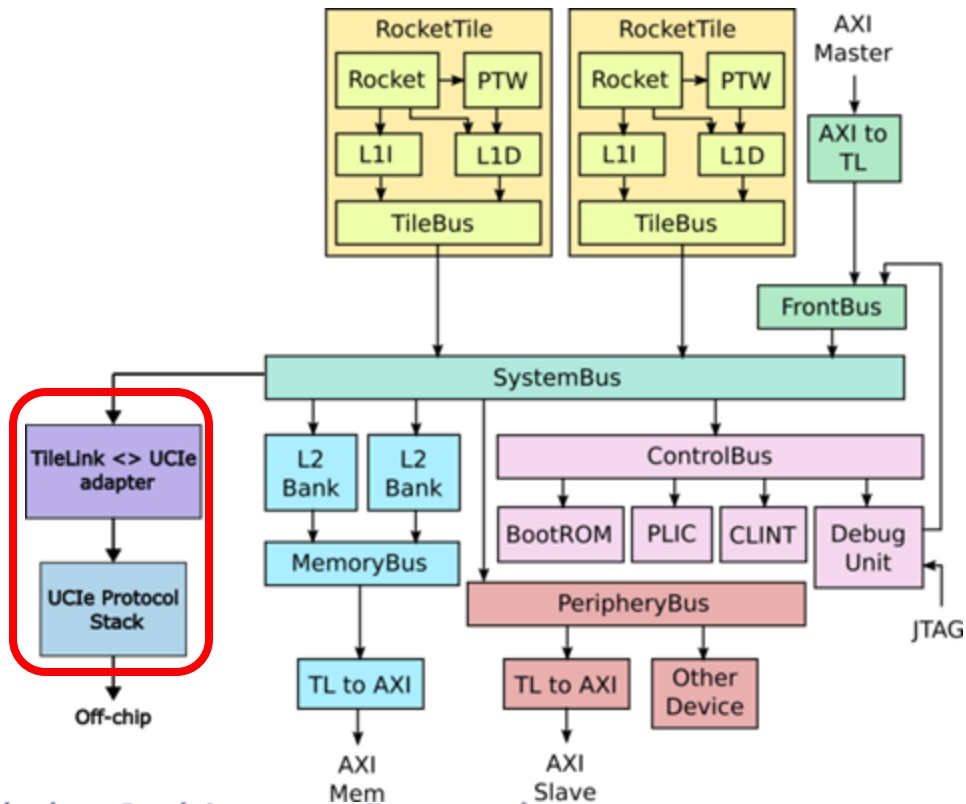 RocketTile
RocketTile
AXI
Master
Rocket
PTW
Rocket
PTW
AXI to
TL
L1I
L1D
L1I
L1D
TileBus
TileBus
FrontBus
SystemBus
TileLink <> UCIe
adapter
L2
Bank
L2
Bank
ControlBus
BootROM
PLIC
CLINT
Debug
Unit
MemoryBus
UCIe Protocol
Stack
PeripheryBus
JTAG
TL to AXI
TL to AXI
Other
Device
Off-chip
AXI
Mem
AXI
Slave